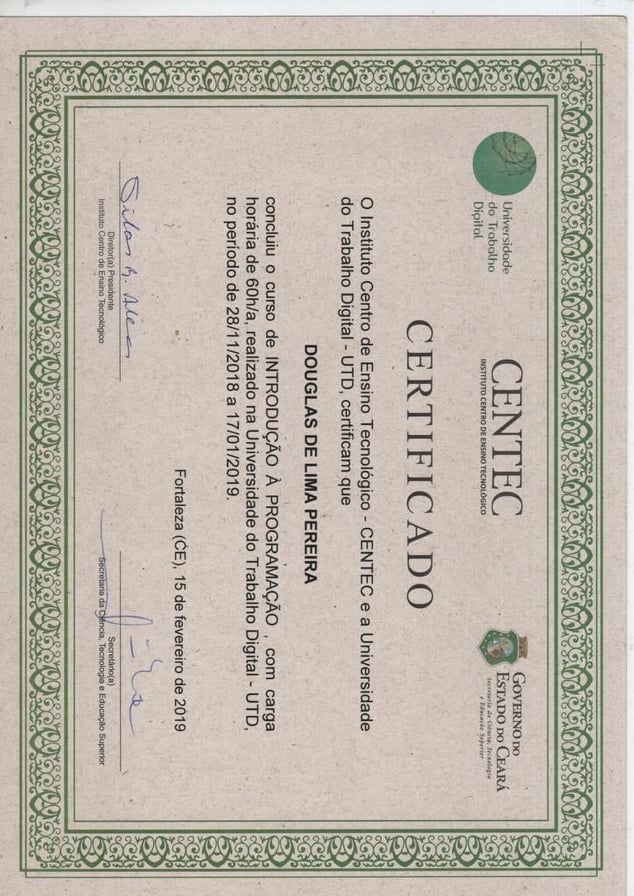 Universidade
do Trabalho
Digital
CENTEC
INSTITUTO CENTRO DE ENSINO TECNOLÓGICO
GOVERNO DO
ESTADO DO CEARÁ
Secretaria da Ciência, Tecnologia
e Educação Superior
CERTIFICADO
O Instituto Centro de Ensino Tecnológico - CENTEC e a Universidade
do Trabalho Digital - UTD, certificam que
DOUGLAS DE LIMA PEREIRA
concluiu o curso de INTRODUÇÃO À PROGRAMAÇÃO , com carga
horária de 60h/a, realizado na Universidade do Trabalho Digital - UTD,
no período de 28/11/2018 a 17/01/2019.
Fortaleza (CE), 15 de fevereiro de 2019
Diretor(a) Presidente
Instituto Centro de Ensino Tecnológico
Secretário(a)
Secretaria da Ciência, Tecnologia e Educação Superior